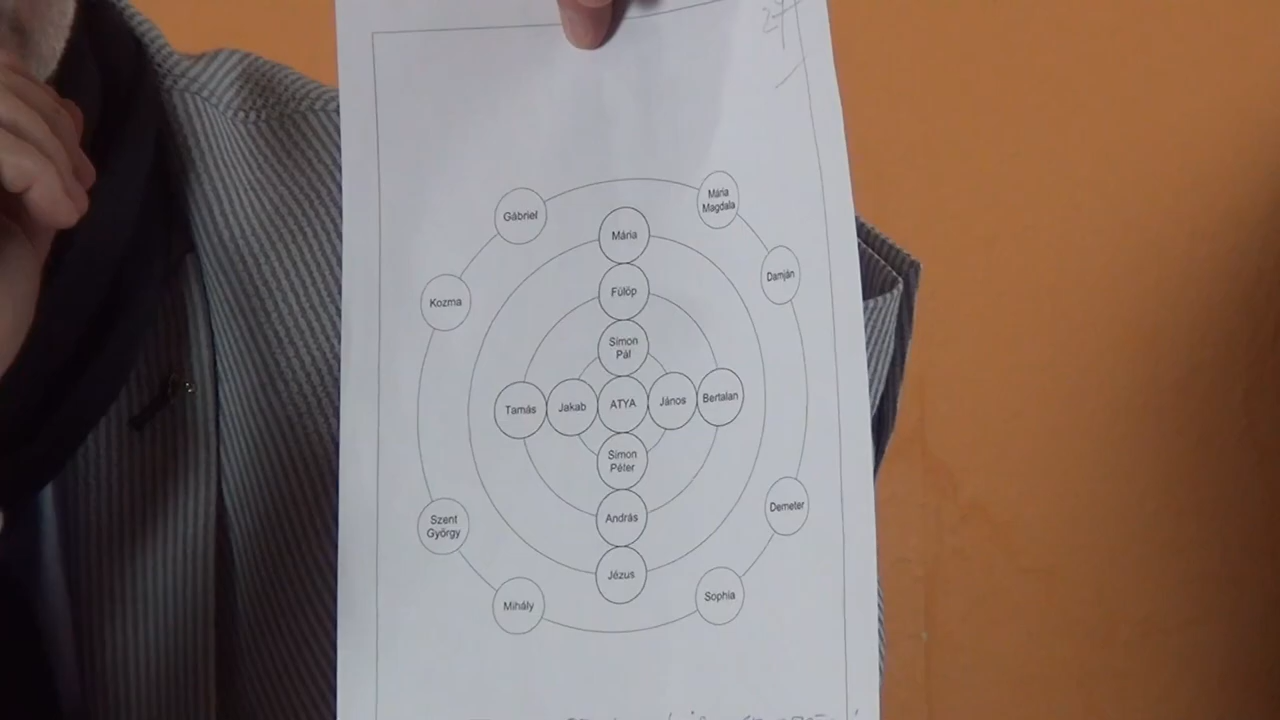 24
Gábriel
Mária
Magdala
Mária
Damján
Kozma
Fülöp
Simon
Pál
Tamás
Jakab
ATYA
János
Bertalan
Simon
Péter
András
Szent
György
Demeter
Jézus
Mihály
Sophia